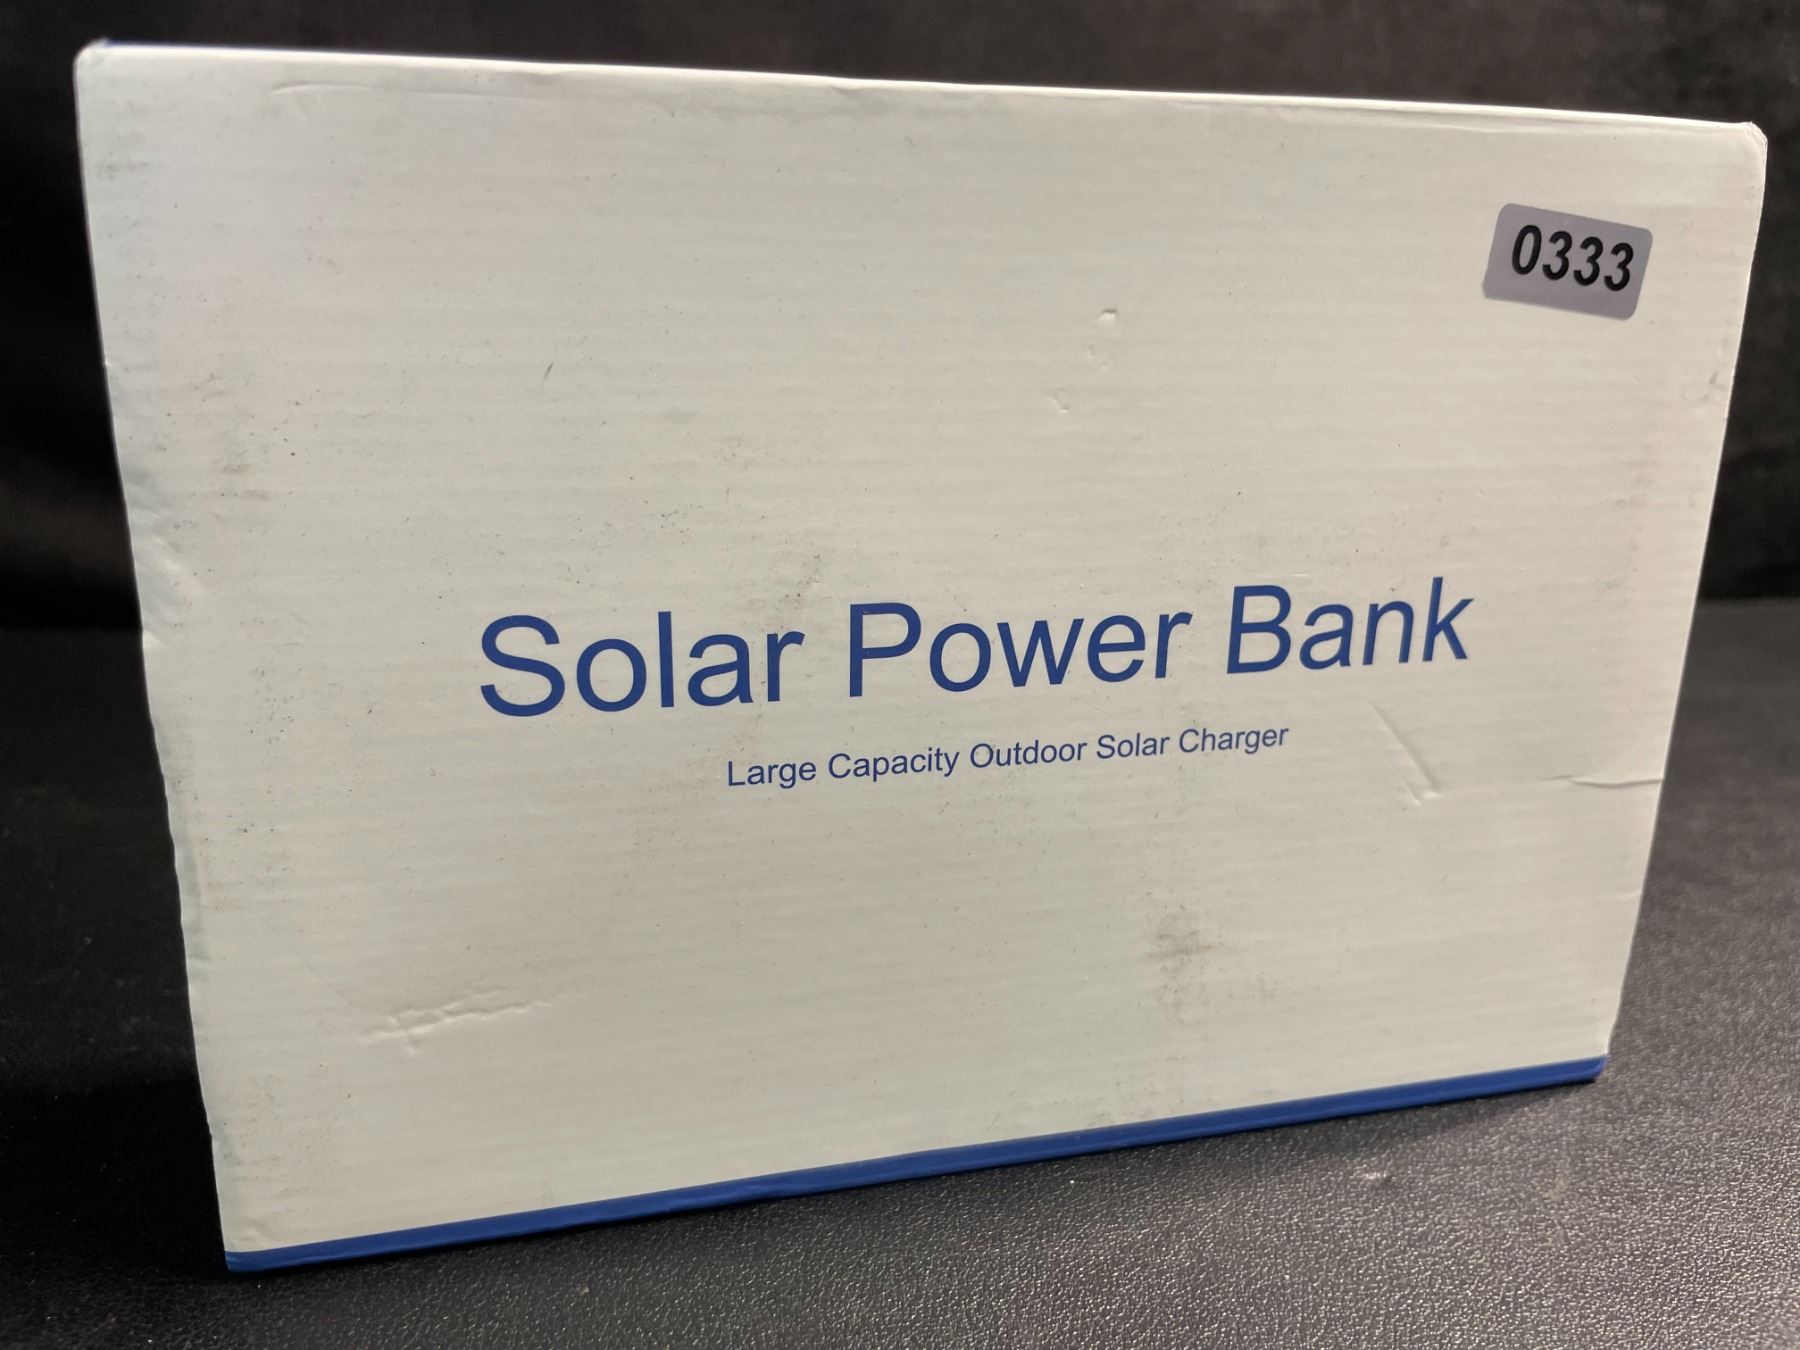 0333
Solar Power Bank
Large Capacity Outdoor Solar Charger